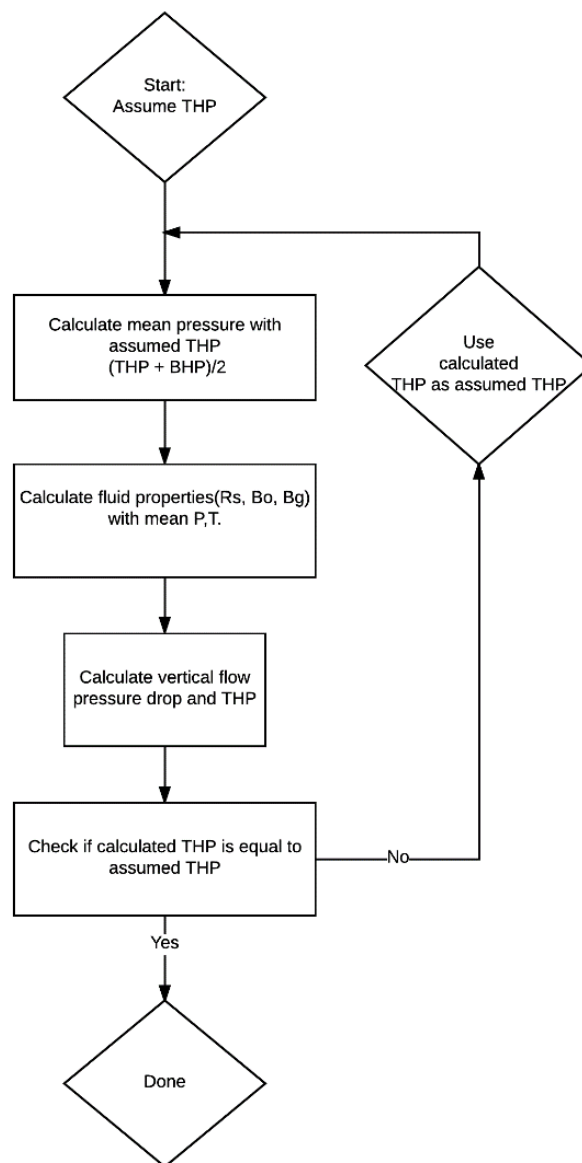 Start:
Assume THP
Calculate mean pressure with
assumed THP
(THP + BHP)/2
Use
calculated
THP as assumed THP
Calculate fluid properties(Rs, Bo, Bg)
with mean P,T.
Calculate vertical flow
pressure drop and THP
Check if calculated THP is equal to
assumed THP
No
Yes
Done